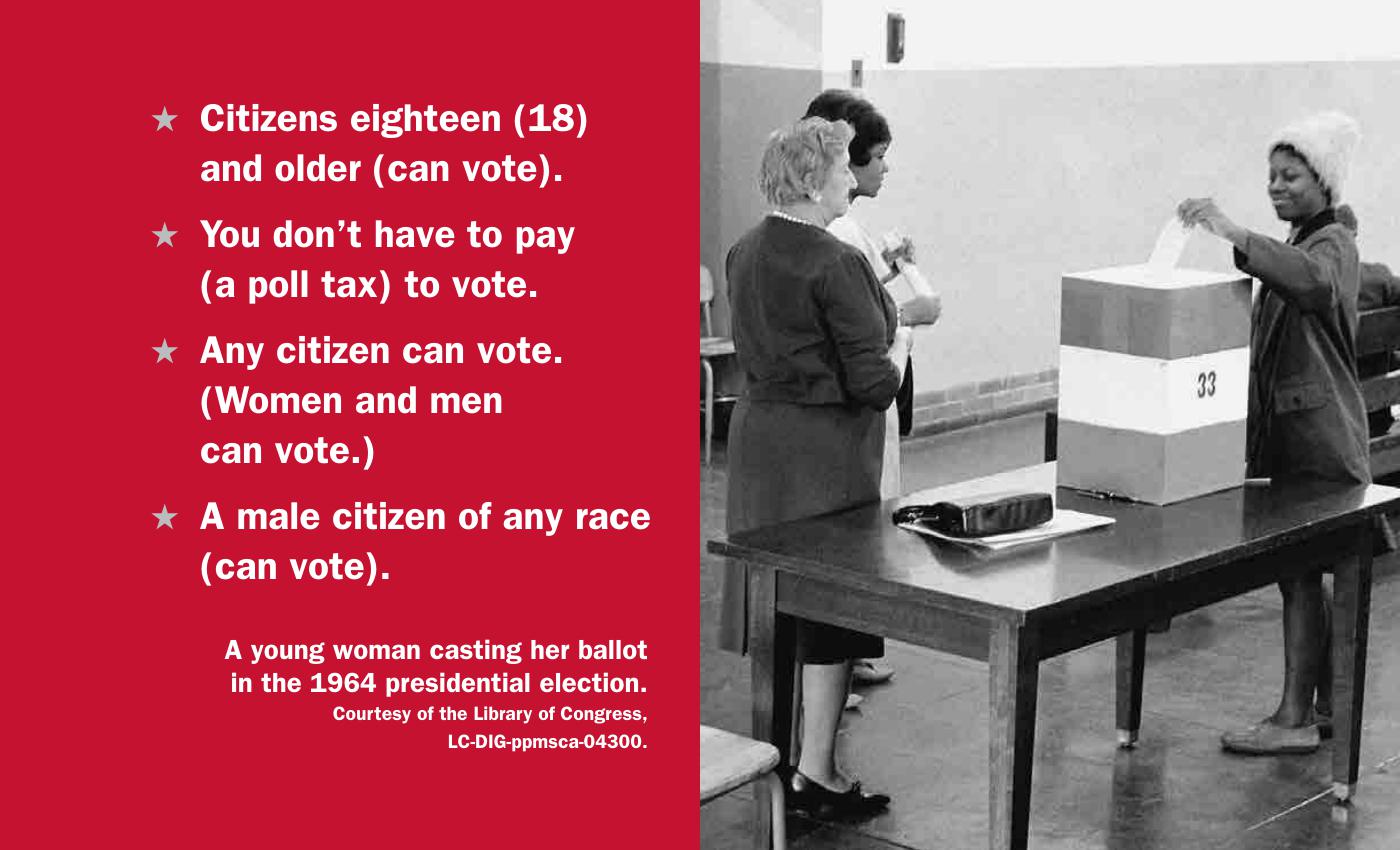 ★ Citizens eighteen (18)
and older (can vote).
★ You don’t have to pay
(a poll tax) to vote.
★ Any citizen can vote.
(Women and men
can vote.)
★ A male citizen of any race
(can vote).
A young woman casting her ballot
in the 1964 presidential election.
Courtesy of the Library of Congress,
LC-DIG-ppmsca-04300.
33